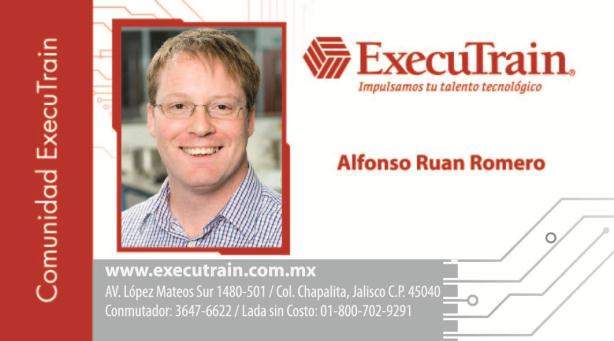 Comunidad ExecuTrain
ExecuTrain®
Impulsamos tu talento tecnológico
Alfonso Ruan Romero
www.executrain.com.mx
AV. López Mateos Sur 1480-501 / Col. Chapalita, Jalisco C.P. 45040
Conmutador: 3647-6622 / Lada sin Costo: 01-800-702-9291